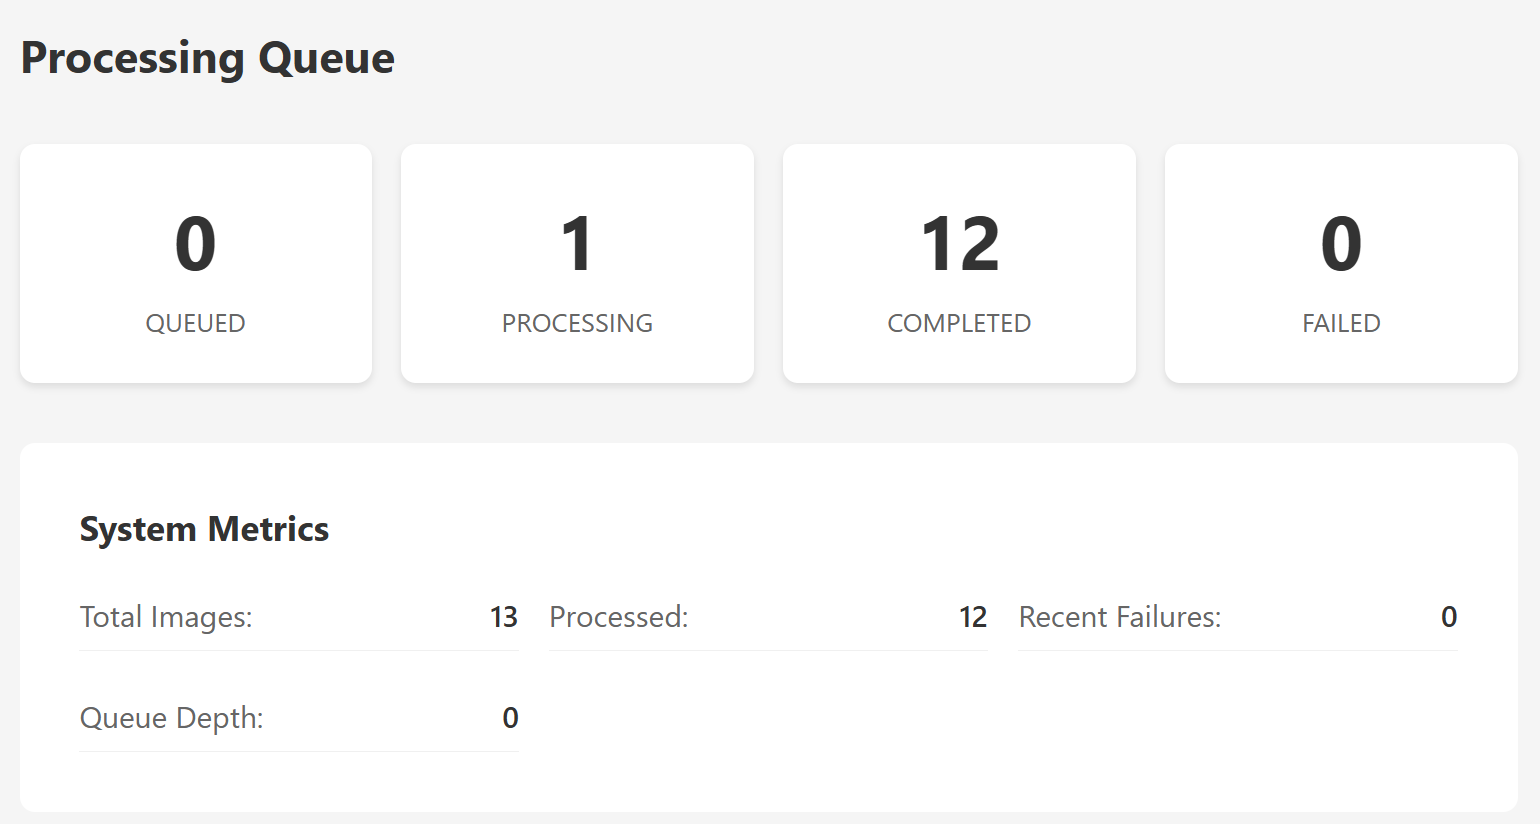 Processing Queue
0
QUEUED
1
PROCESSING
12
COMPLETED
0
FAILED
System Metrics
Total Images: 13
Processed: 12
Recent Failures: 0
Queue Depth: 0